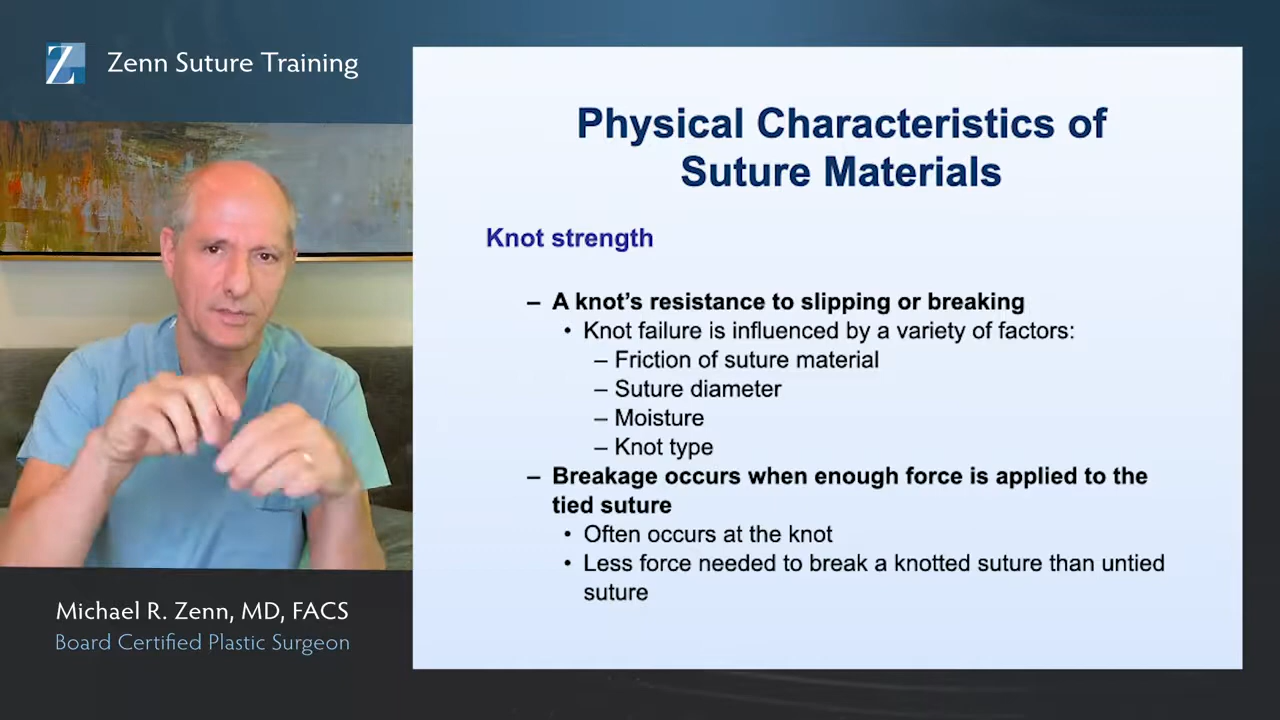 Z Zenn Suture Training
Physical Characteristics of
Suture Materials
Knot strength
– A knot's resistance to slipping or breaking
• Knot failure is influenced by a variety of factors:
– Friction of suture material
– Suture diameter
– Moisture
– Knot type
– Breakage occurs when enough force is applied to the
tied suture
• Often occurs at the knot
• Less force needed to break a knotted suture than untied
suture
Michael R. Zenn, MD, FACS
Board Certified Plastic Surgeon